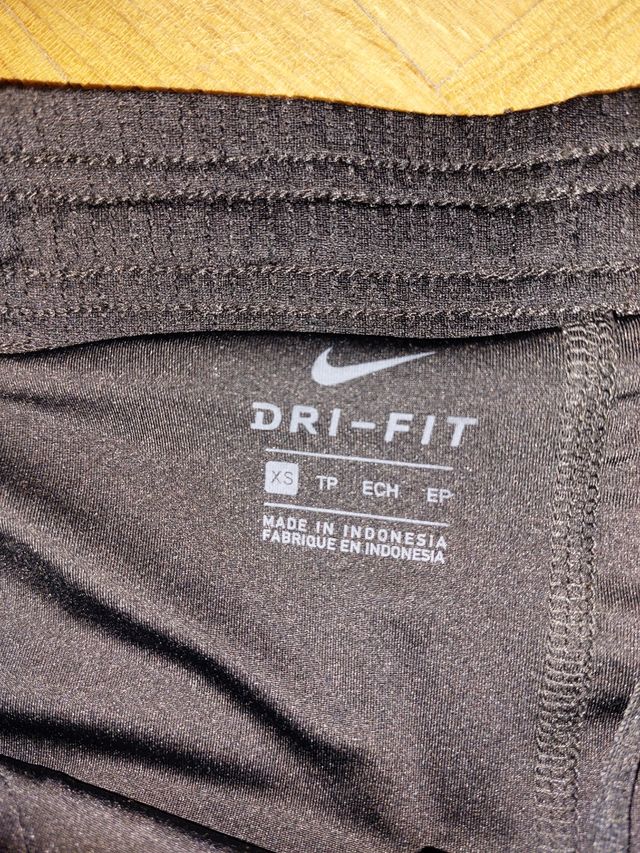 DRI-FIT
XS TP ECH EP
MADE IN INDONESIA
FABRIQUE EN INDONESIA